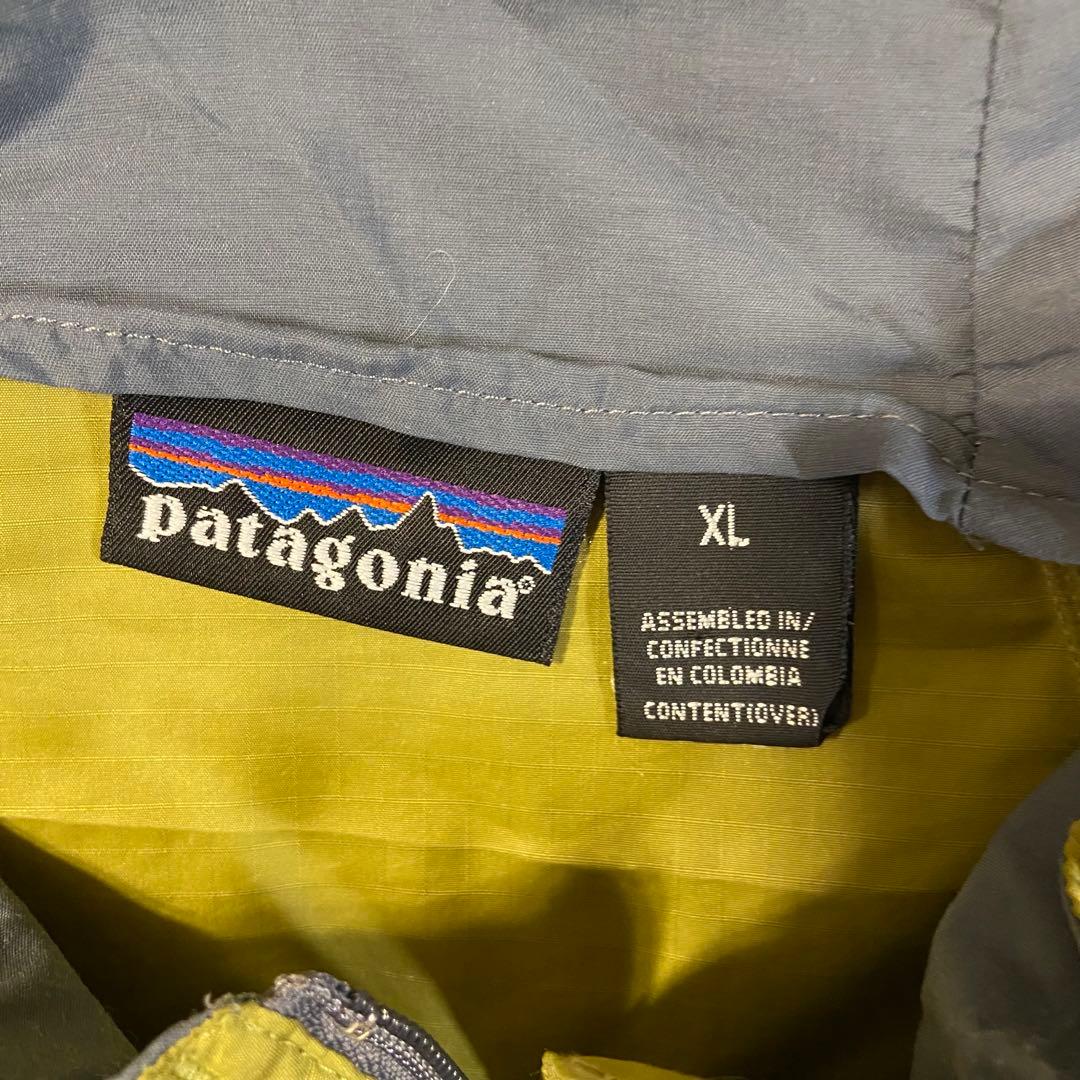 patagonia®
XL
ASSEMBLED IN/
CONFECTIONNE
EN COLOMBIA
CONTENT(OVER)